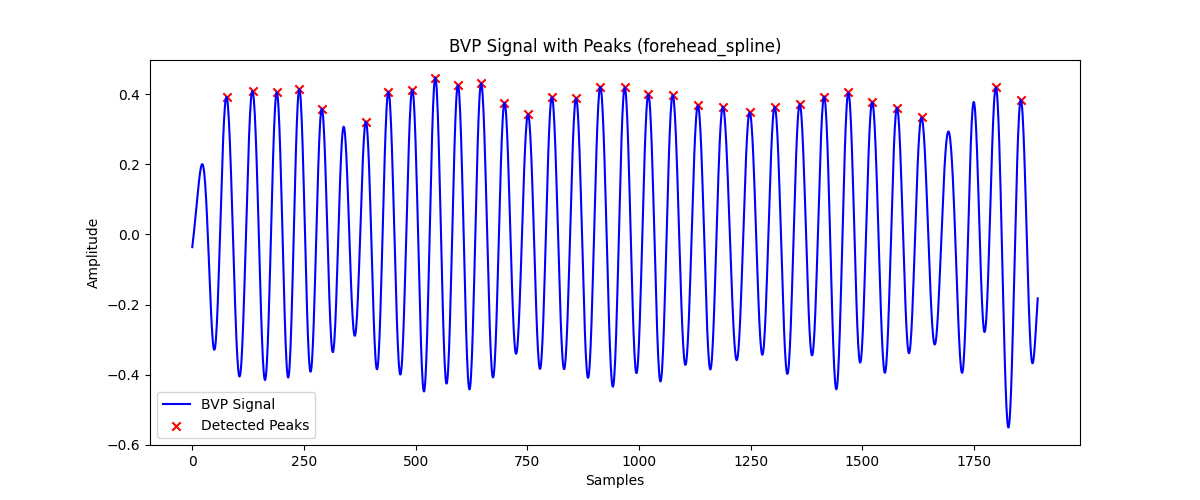 BVP Signal with Peaks (forehead_spline)
0.4
0.2
0.0
−0.2
−0.4
−0.6
Amplitude
BVP Signal
Detected Peaks
0 250 500 750 1000 1250 1500 1750
Samples